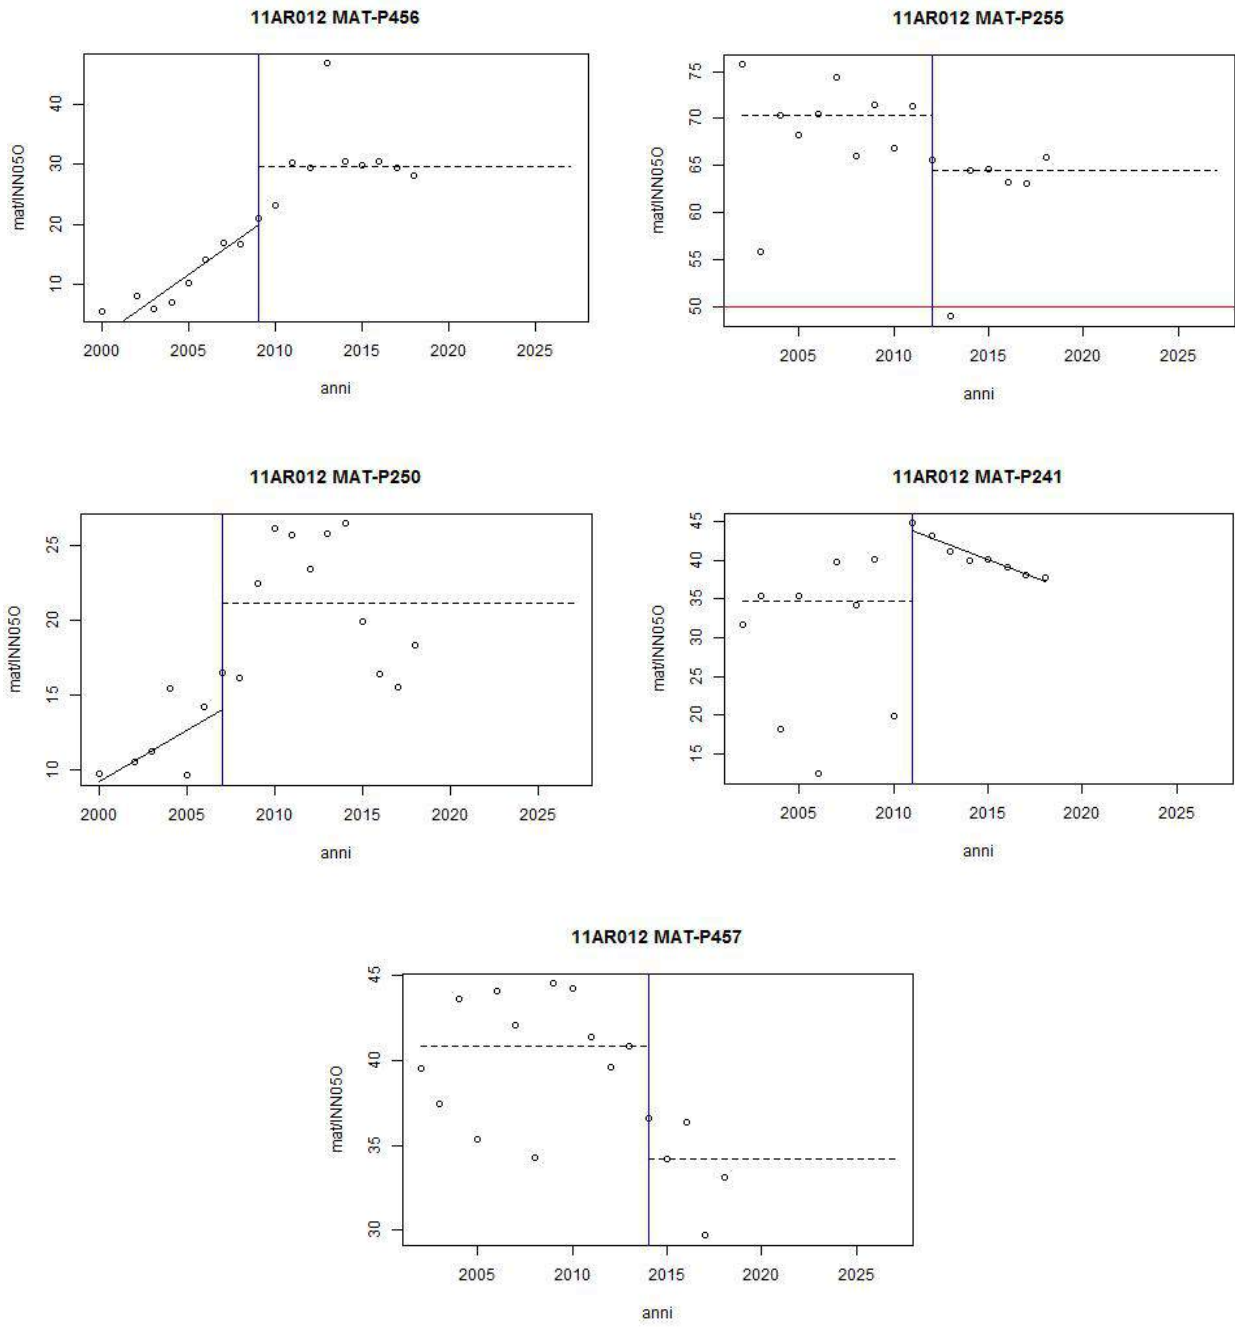 11AR012 MAT-P456
mat/INN05O
40
30
20
10
2000 2005 2010 2015 2020 2025
anni
11AR012 MAT-P255
mat/INN05O
75
70
65
60
55
50
2005 2010 2015 2020 2025
anni
11AR012 MAT-P250
mat/INN05O
25
20
15
10
2000 2005 2010 2015 2020 2025
anni
11AR012 MAT-P241
mat/INN05O
45
40
35
30
25
20
15
2005 2010 2015 2020 2025
anni
11AR012 MAT-P457
mat/INN05O
45
40
35
30
2005 2010 2015 2020 2025
anni